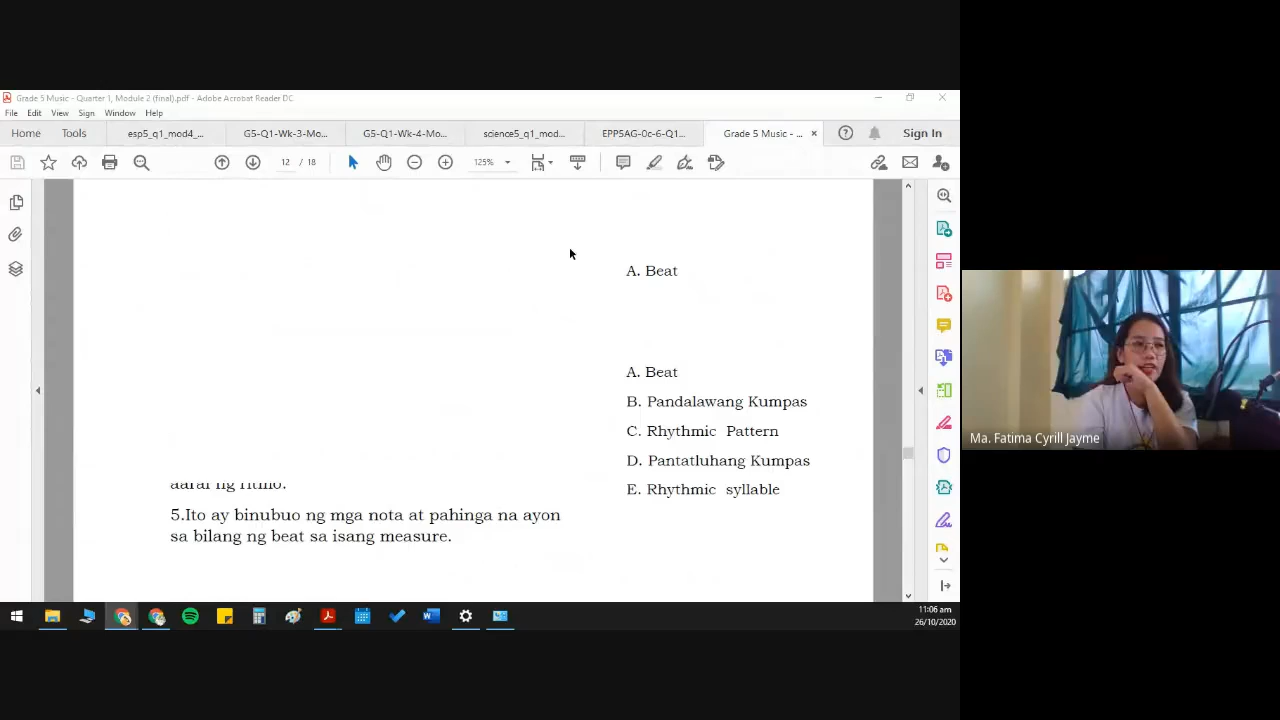 Grade 5 Music - Quarter 1, Module 2 (final).pdf - Adobe Acrobat Reader DC
File Edit View Sign Window Help
Home Tools esp5_q1_mod4_... G5-Q1-Wk-3-Mo... G5-Q1-Wk-4-Mo... science5_q1_mod... EPP5AG-0c-6-Q1... Grade 5 Music - ... × Sign In
12 / 18 125%
A. Beat
A. Beat
B. Pandalawang Kumpas
C. Rhythmic Pattern
D. Pantatluhang Kumpas
E. Rhythmic syllable
aaral ng ritmo.
5.Ito ay binubuo ng mga nota at pahinga na ayon
sa bilang ng beat sa isang measure.
Ma. Fatima Cyrill Jayme
11:06 am
26/10/2020